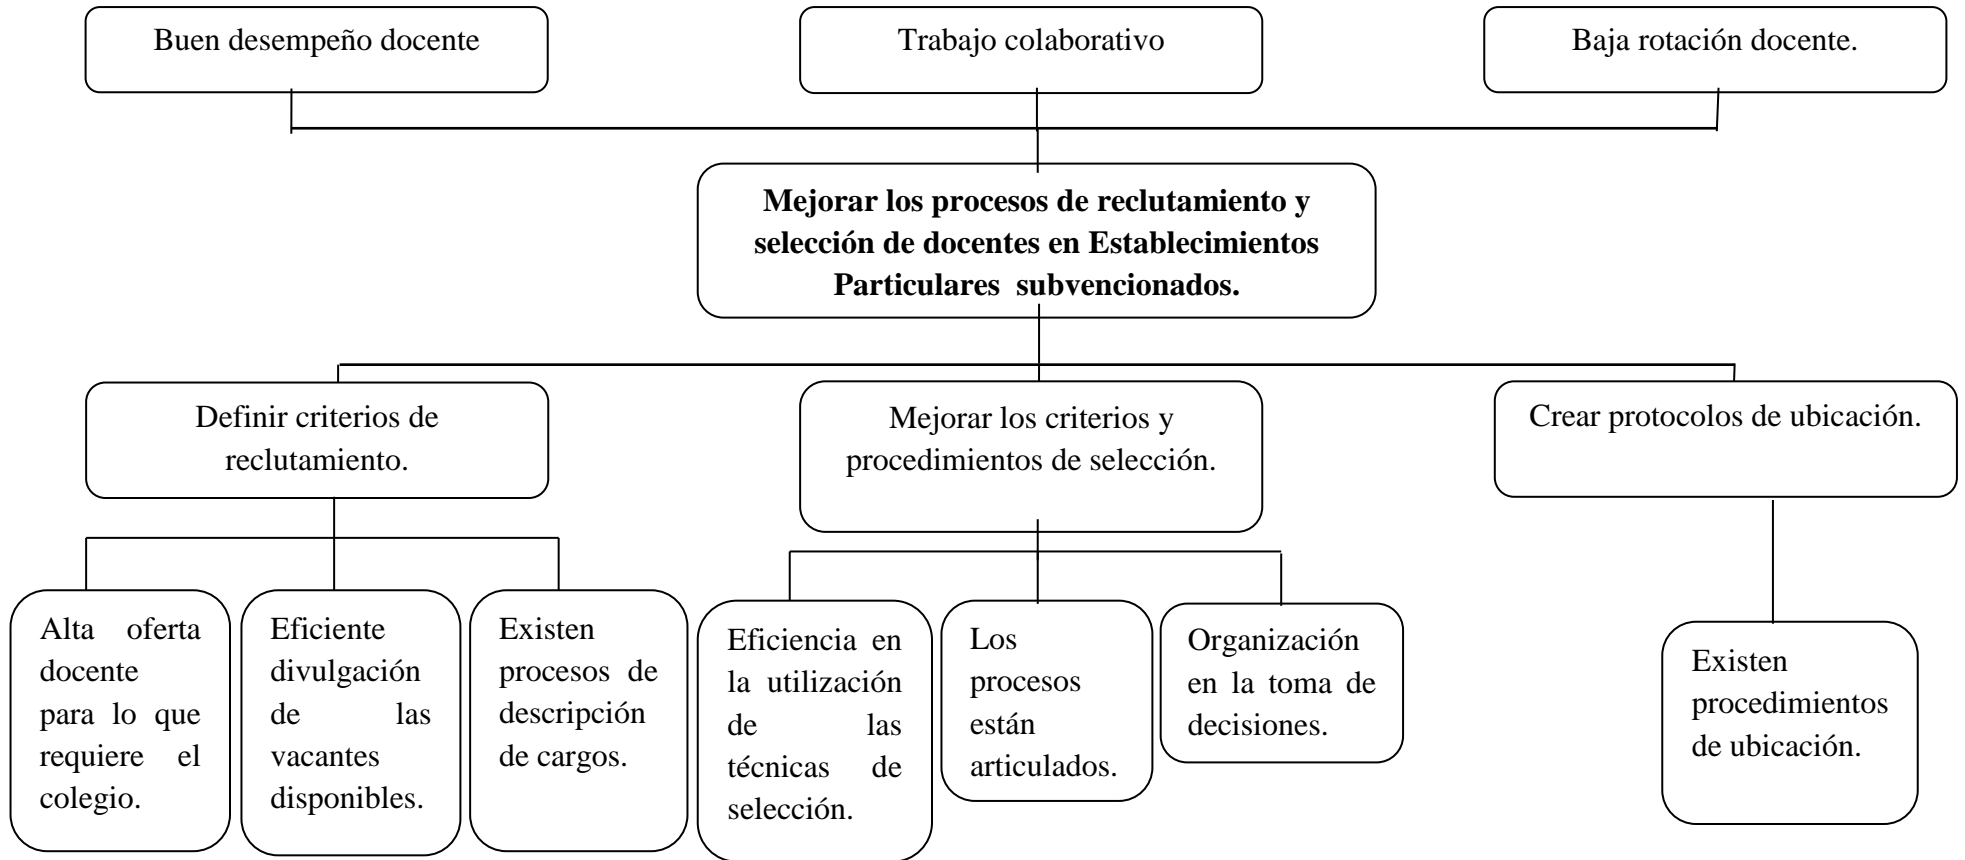 Buen desempeño docente
Trabajo colaborativo
Baja rotación docente.
Mejorar los procesos de reclutamiento y
selección de docentes en Establecimientos
Particulares subvencionados.
Definir criterios de
reclutamiento.
Mejorar los criterios y
procedimientos de selección.
Crear protocolos de ubicación.
Alta oferta
docente
para lo que
requiere el
colegio.
Eficiente
divulgación
de las
vacantes
disponibles.
Existen
procesos de
descripción
de cargos.
Eficiencia en
la utilización
de las
técnicas de
selección.
Los
procesos
están
articulados.
Organización
en la toma de
decisiones.
Existen
procedimientos
de ubicación.